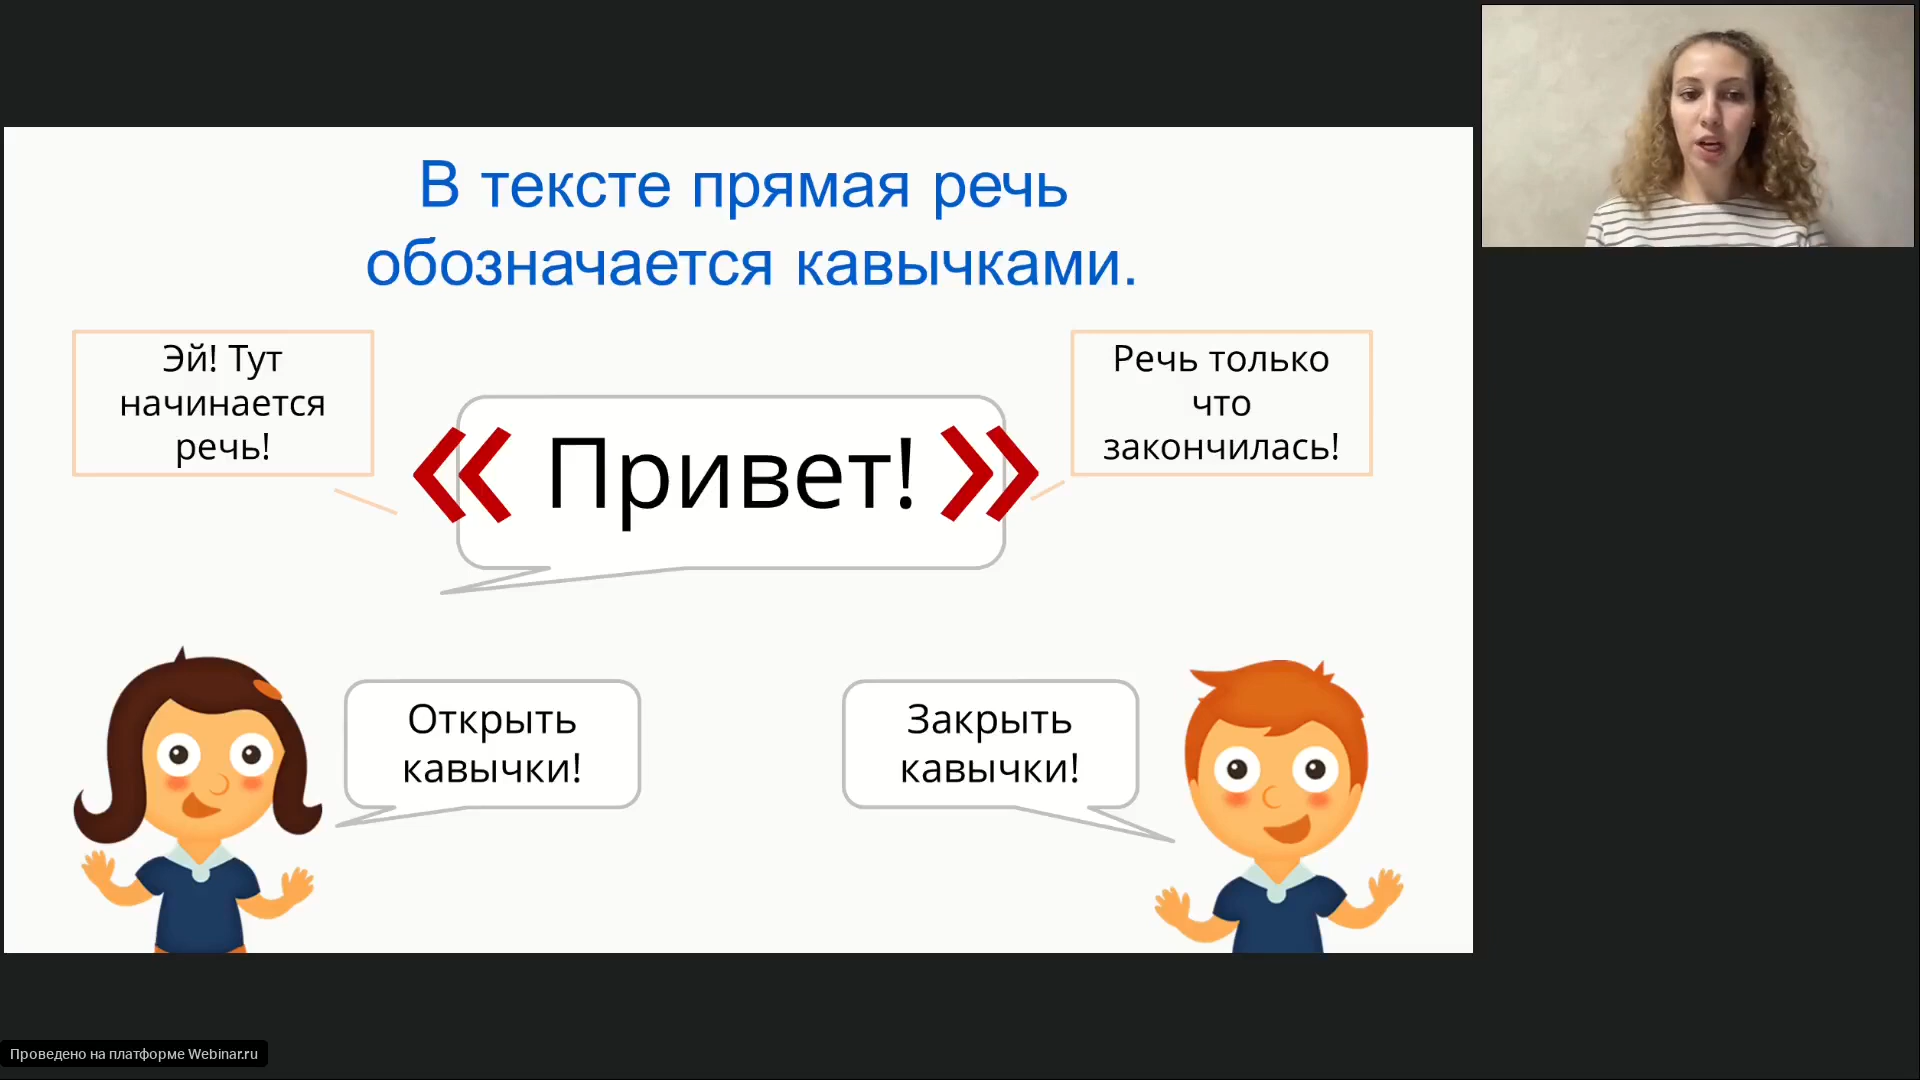 В тексте прямая речь
обозначается кавычками.
Эй! Тут
начинается
речь!
« Привет! »
Речь только
что
закончилась!
Открыть
кавычки!
Закрыть
кавычки!
Проведено на платформе Webinar.ru